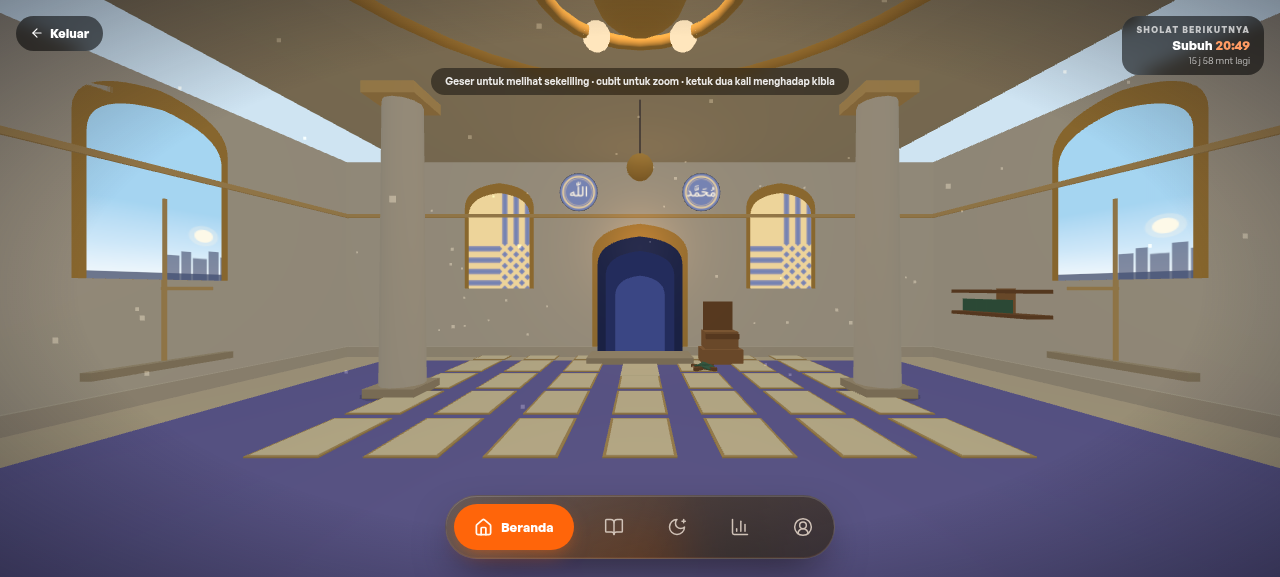 Keluar
SHOLAT BERIKUTNYA
Subuh 20:49
15 j 58 mnt lagi
Geser untuk melihat sekeliling · cubit untuk zoom · ketuk dua kali menghadap kibla
الله
مُحَمَّد
Beranda